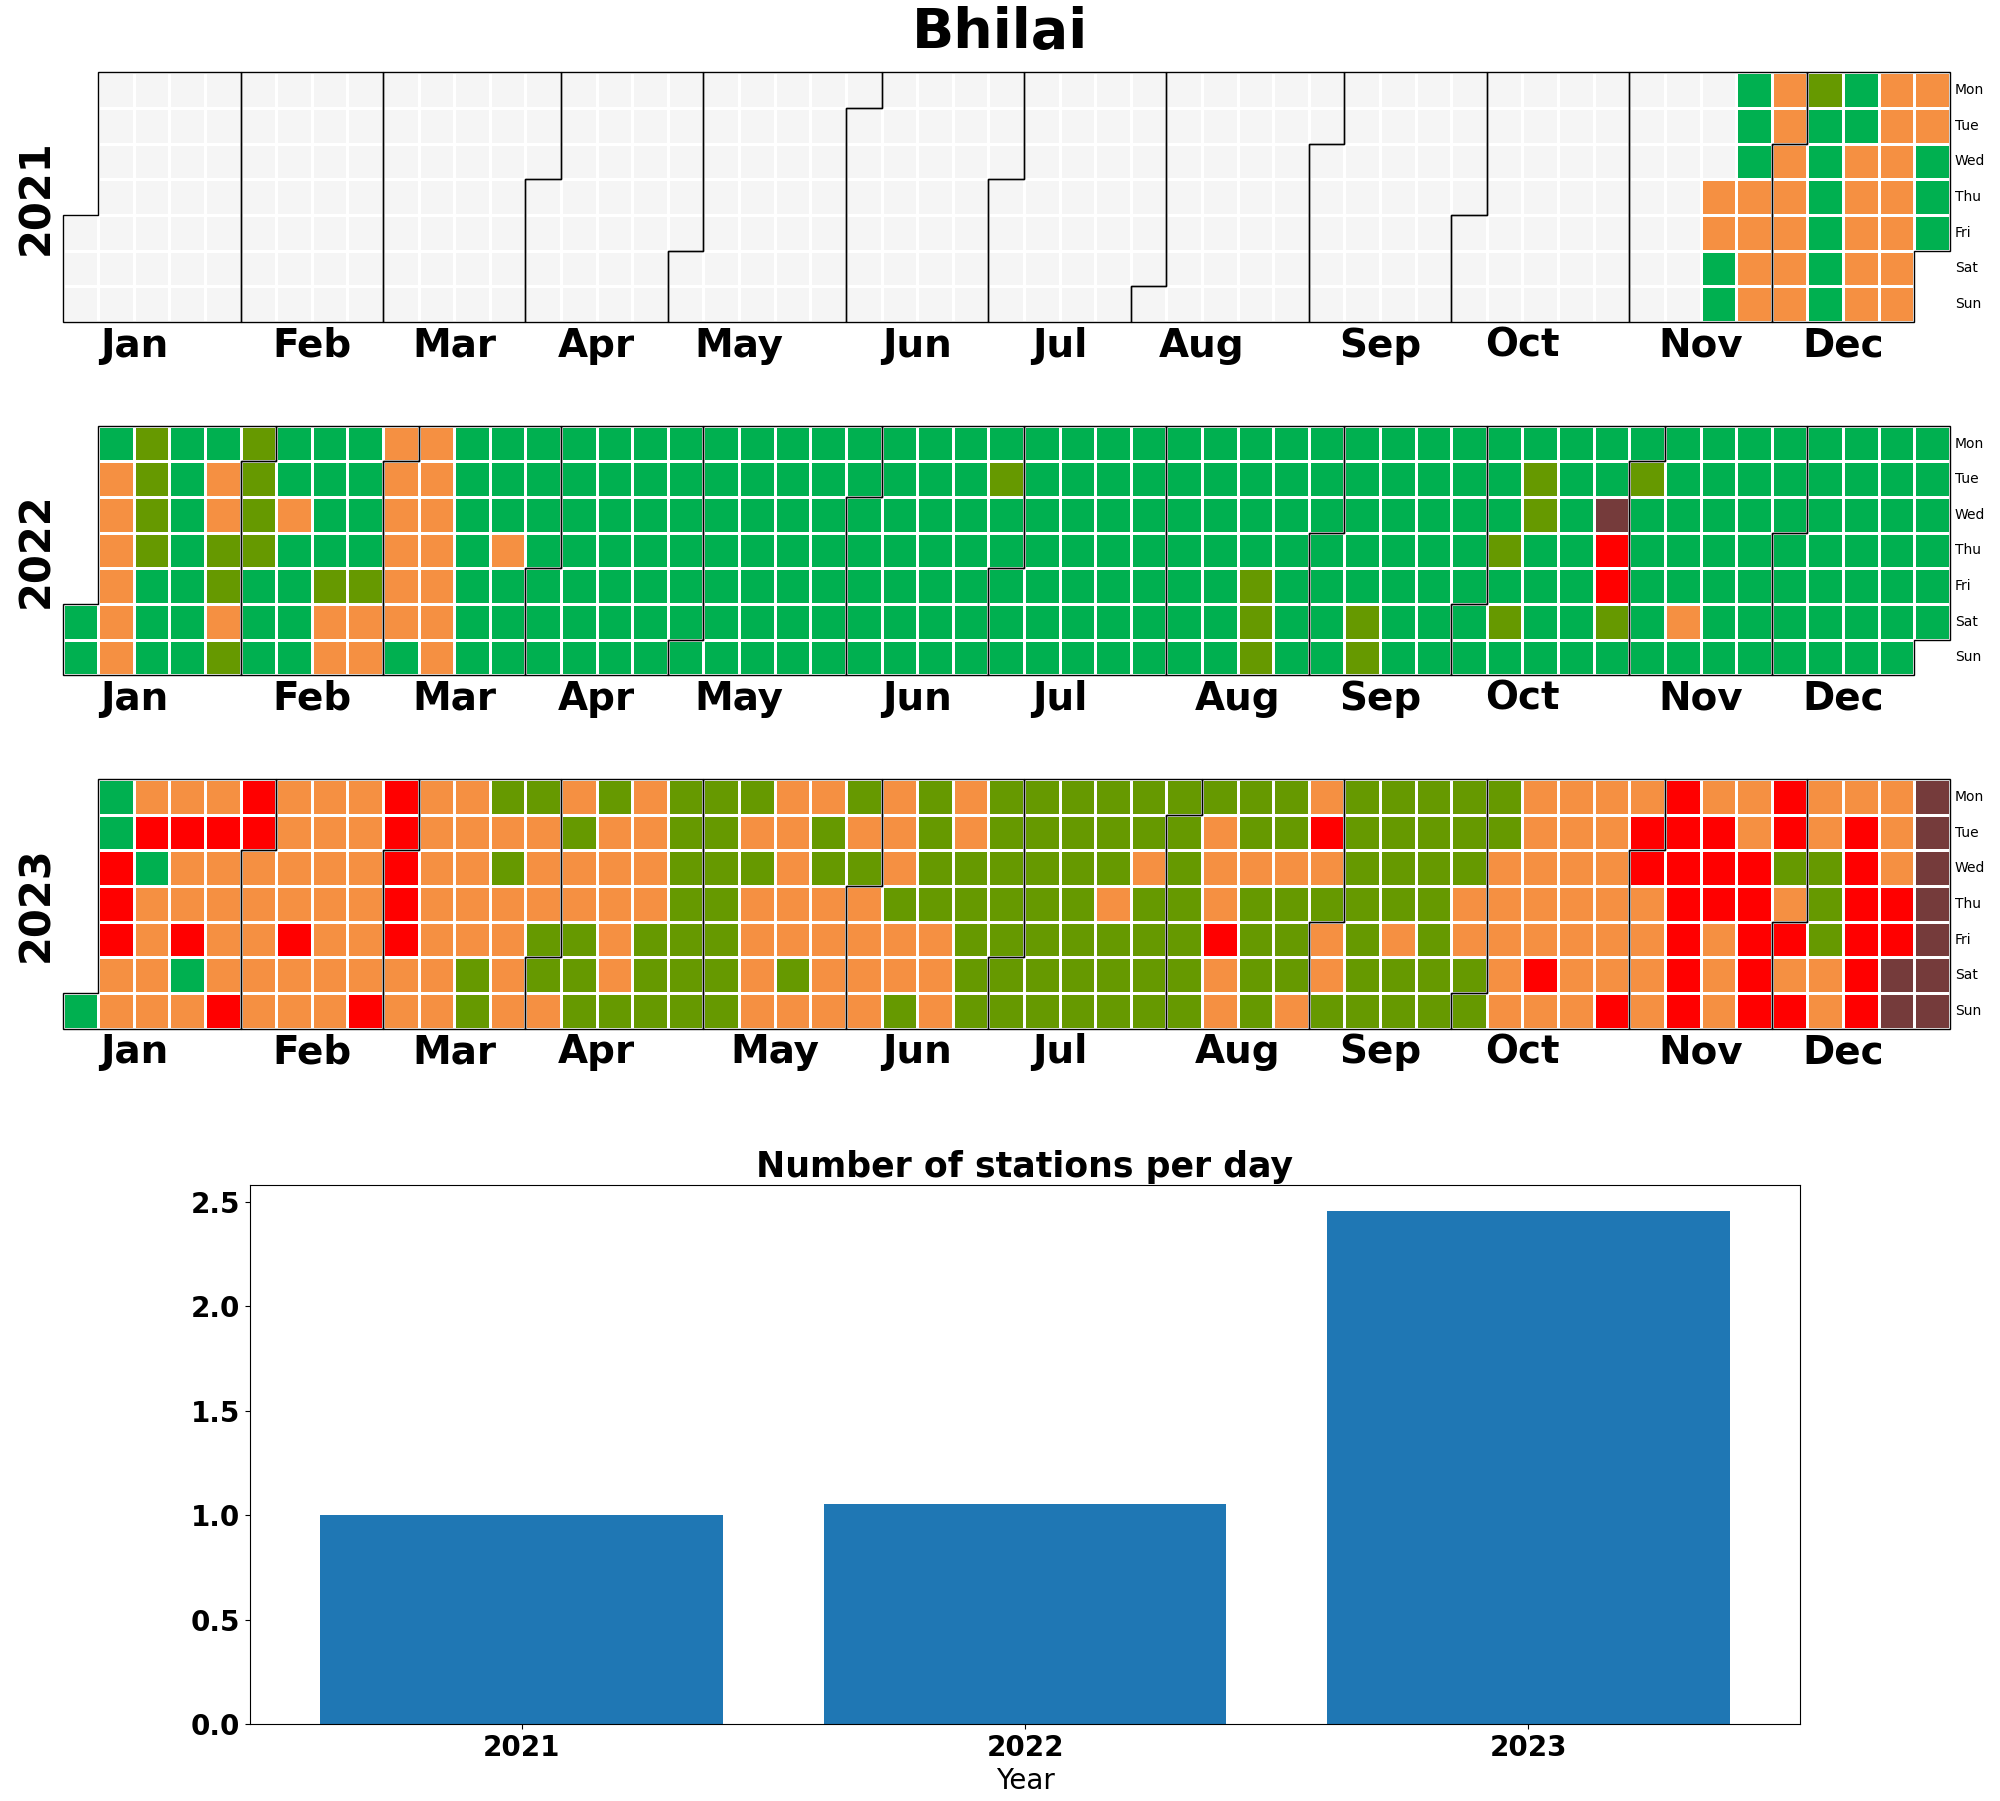 Bhilai
2021
Mon
Tue
Wed
Thu
Fri
Sat
Sun
Jan Feb Mar Apr May Jun Jul Aug Sep Oct Nov Dec
2022
Mon
Tue
Wed
Thu
Fri
Sat
Sun
Jan Feb Mar Apr May Jun Jul Aug Sep Oct Nov Dec
2023
Mon
Tue
Wed
Thu
Fri
Sat
Sun
Jan Feb Mar Apr May Jun Jul Aug Sep Oct Nov Dec
Number of stations per day
2.5
2.0
1.5
1.0
0.5
0.0
2021 2022 2023
Year